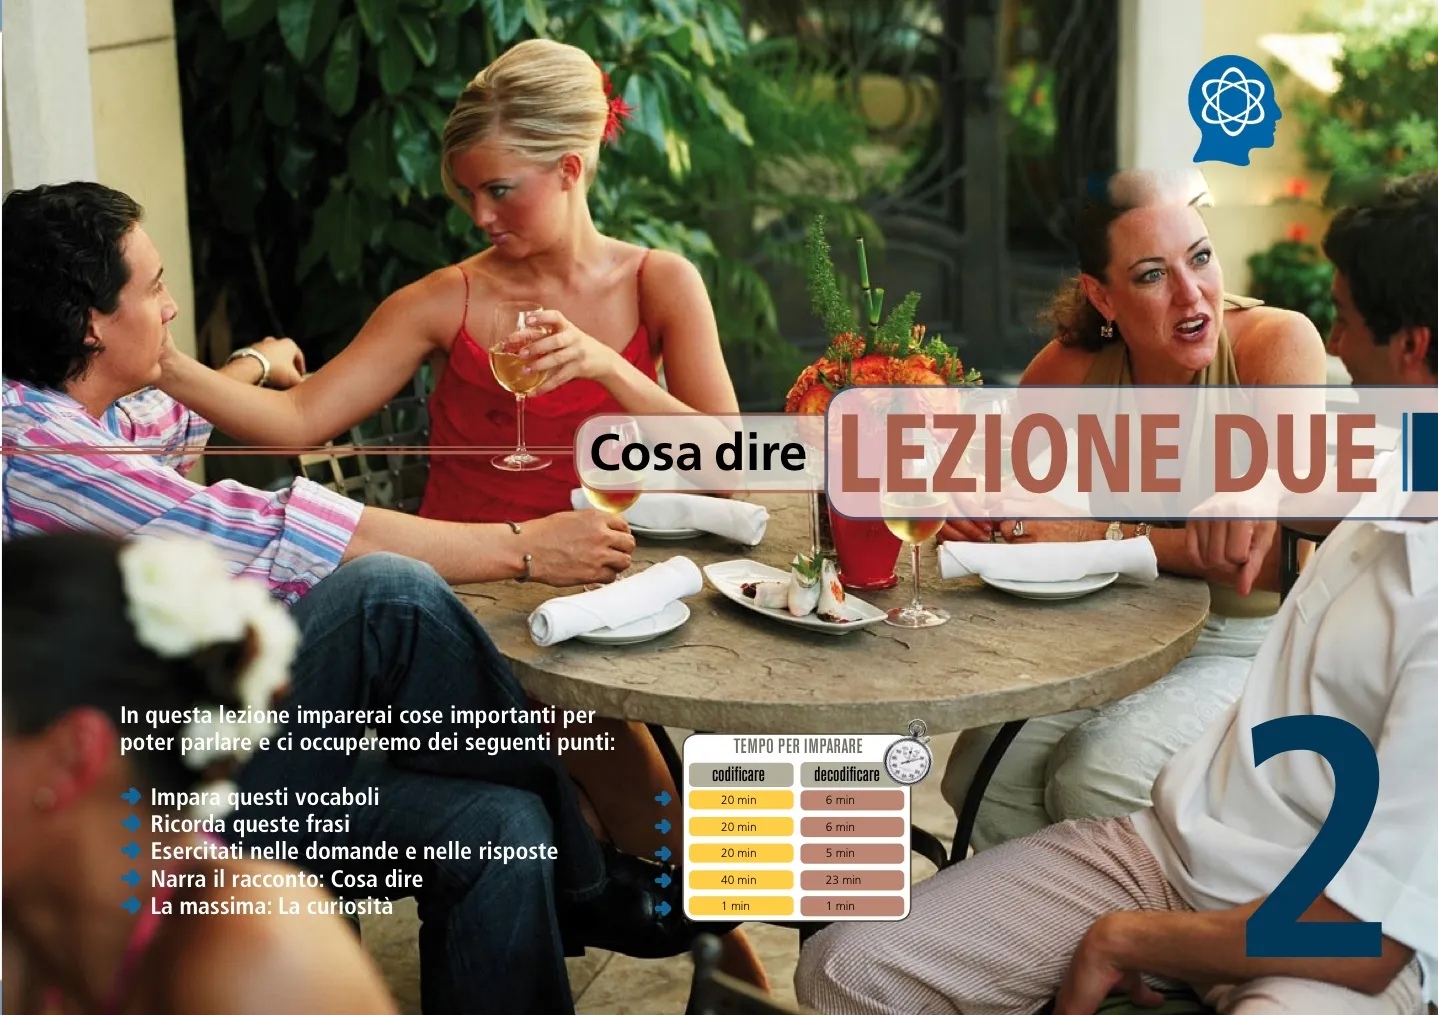 Cosa dire
LEZIONE DUE
In questa lezione imparerai cose importanti per
poter parlare e ci occuperemo dei seguenti punti:
Impara questi vocaboli
Ricorda queste frasi
Esercitati nelle domande e nelle risposte
Narra il racconto: Cosa dire
La massima: La curiosità
TEMPO PER IMPARARE
codificare decodificare
20 min 6 min
20 min 6 min
20 min 5 min
40 min 23 min
1 min 1 min
2